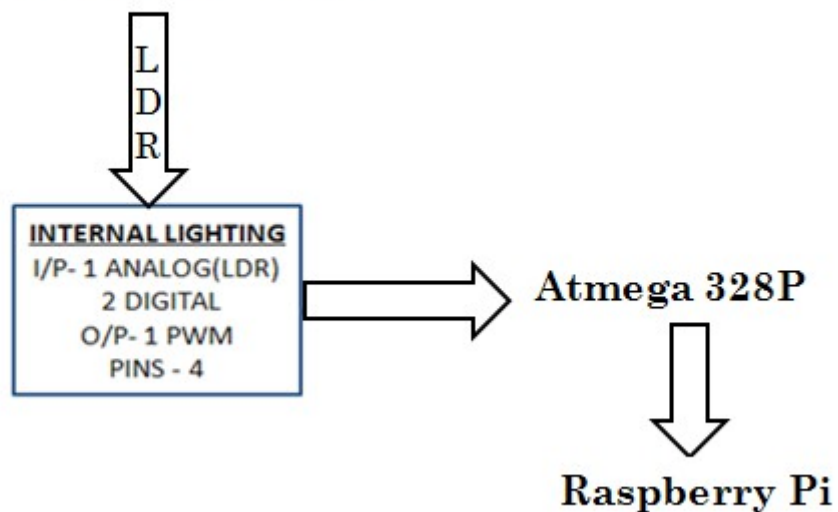 L
D
R
INTERNAL LIGHTING
I/P- 1 ANALOG(LDR)
2 DIGITAL
O/P- 1 PWM
PINS - 4
Atmega 328P
Raspberry Pi